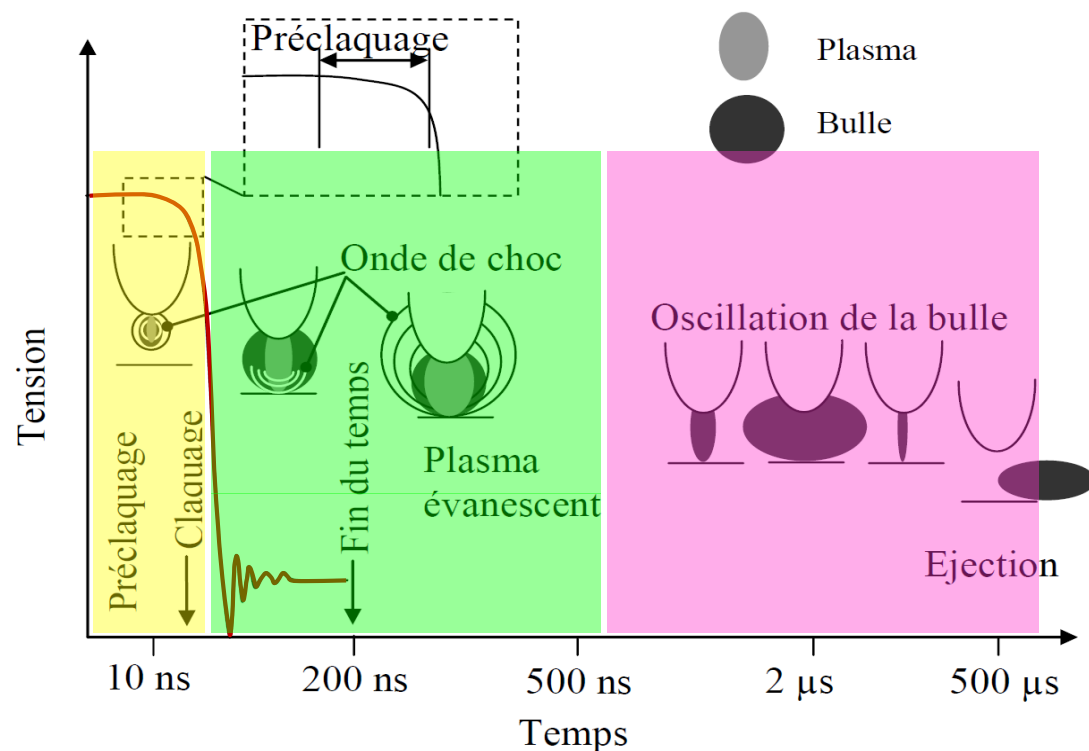 Préclaquage
Plasma
Bulle
Onde de choc
Oscillation de la bulle
Tension
Préclaquage
Claquage
Fin du temps
Plasma
évanescent
Ejection
10 ns
200 ns
500 ns
2 µs
500 µs
Temps